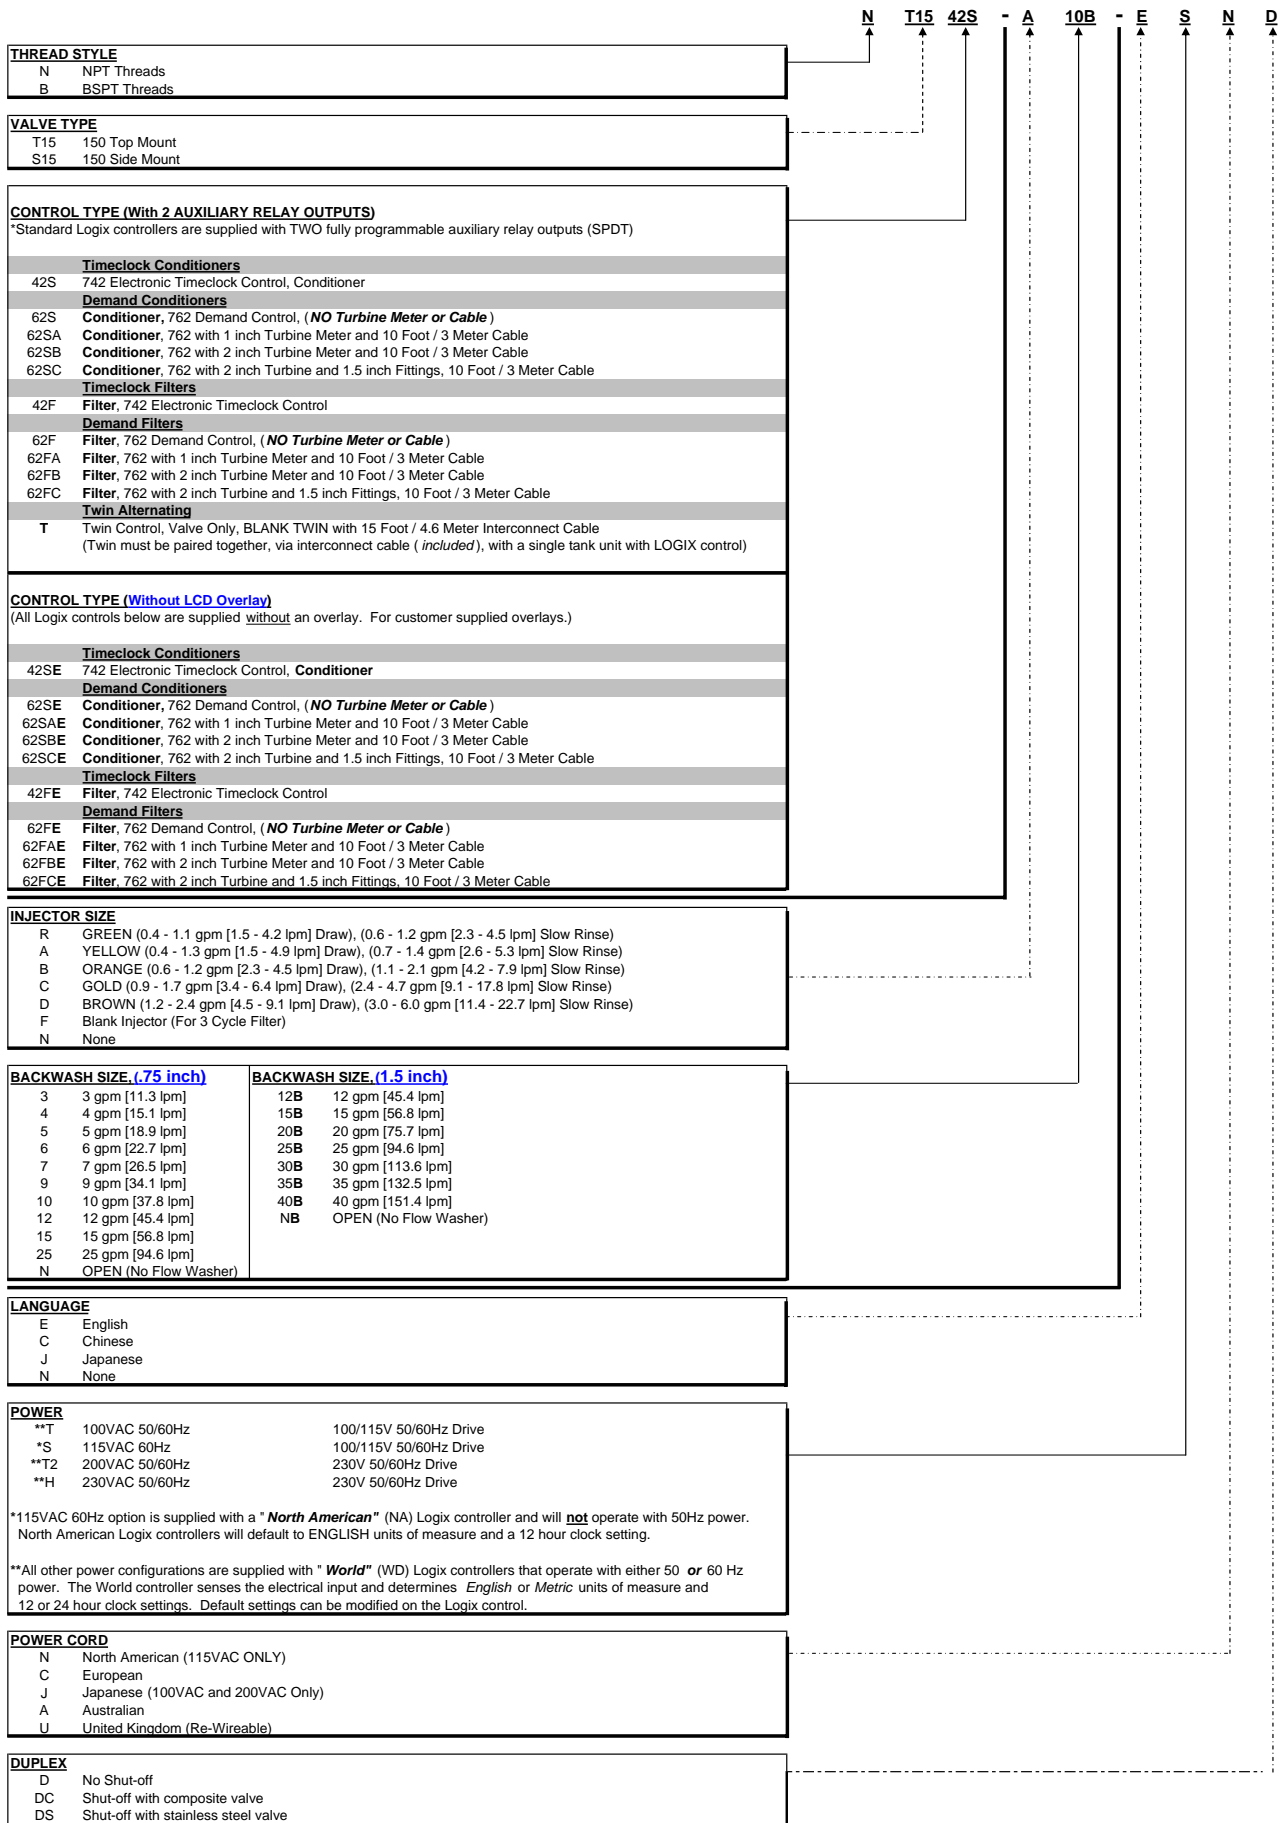 N T15 42S - A 10B - E S N D
THREAD STYLE
N NPT Threads
B BSPT Threads
VALVE TYPE
T15 150 Top Mount
S15 150 Side Mount
CONTROL TYPE (With 2 AUXILIARY RELAY OUTPUTS)
*Standard Logix controllers are supplied with TWO fully programmable auxiliary relay outputs (SPDT)
Timeclock Conditioners
42S 742 Electronic Timeclock Control, Conditioner
Demand Conditioners
62S Conditioner, 762 Demand Control, (NO Turbine Meter or Cable)
62SA Conditioner, 762 with 1 inch Turbine Meter and 10 Foot / 3 Meter Cable
62SB Conditioner, 762 with 2 inch Turbine Meter and 10 Foot / 3 Meter Cable
62SC Conditioner, 762 with 2 inch Turbine and 1.5 inch Fittings, 10 Foot / 3 Meter Cable
Timeclock Filters
42F Filter, 742 Electronic Timeclock Control
Demand Filters
62F Filter, 762 Demand Control, (NO Turbine Meter or Cable)
62FA Filter, 762 with 1 inch Turbine Meter and 10 Foot / 3 Meter Cable
62FB Filter, 762 with 2 inch Turbine Meter and 10 Foot / 3 Meter Cable
62FC Filter, 762 with 2 inch Turbine and 1.5 inch Fittings, 10 Foot / 3 Meter Cable
Twin Alternating
T Twin Control, Valve Only, BLANK TWIN with 15 Foot / 4.6 Meter Interconnect Cable
(Twin must be paired together, via interconnect cable (included), with a single tank unit with LOGIX control)
CONTROL TYPE (Without LCD Overlay)
(All Logix controls below are supplied without an overlay. For customer supplied overlays.)
Timeclock Conditioners
42SE 742 Electronic Timeclock Control, Conditioner
Demand Conditioners
62SE Conditioner, 762 Demand Control, (NO Turbine Meter or Cable)
62SAE Conditioner, 762 with 1 inch Turbine Meter and 10 Foot / 3 Meter Cable
62SBE Conditioner, 762 with 2 inch Turbine Meter and 10 Foot / 3 Meter Cable
62SCE Conditioner, 762 with 2 inch Turbine and 1.5 inch Fittings, 10 Foot / 3 Meter Cable
Timeclock Filters
42FE Filter, 742 Electronic Timeclock Control
Demand Filters
62FE Filter, 762 Demand Control, (NO Turbine Meter or Cable)
62FAE Filter, 762 with 1 inch Turbine Meter and 10 Foot / 3 Meter Cable
62FBE Filter, 762 with 2 inch Turbine Meter and 10 Foot / 3 Meter Cable
62FCE Filter, 762 with 2 inch Turbine and 1.5 inch Fittings, 10 Foot / 3 Meter Cable
INJECTOR SIZE
R GREEN (0.4 - 1.1 gpm [1.5 - 4.2 lpm] Draw), (0.6 - 1.2 gpm [2.3 - 4.5 lpm] Slow Rinse)
A YELLOW (0.4 - 1.3 gpm [1.5 - 4.9 lpm] Draw), (0.7 - 1.4 gpm [2.6 - 5.3 lpm] Slow Rinse)
B ORANGE (0.6 - 1.2 gpm [2.3 - 4.5 lpm] Draw), (1.1 - 2.1 gpm [4.2 - 7.9 lpm] Slow Rinse)
C GOLD (0.9 - 1.7 gpm [3.4 - 6.4 lpm] Draw), (2.4 - 4.7 gpm [9.1 - 17.8 lpm] Slow Rinse)
D BROWN (1.2 - 2.4 gpm [4.5 - 9.1 lpm] Draw), (3.0 - 6.0 gpm [11.4 - 22.7 lpm] Slow Rinse)
F Blank Injector (For 3 Cycle Filter)
N None
BACKWASH SIZE, (.75 inch) BACKWASH SIZE, (1.5 inch)
3 3 gpm [11.3 lpm] 12B 12 gpm [45.4 lpm]
4 4 gpm [15.1 lpm] 15B 15 gpm [56.8 lpm]
5 5 gpm [18.9 lpm] 20B 20 gpm [75.7 lpm]
6 6 gpm [22.7 lpm] 25B 25 gpm [94.6 lpm]
7 7 gpm [26.5 lpm] 30B 30 gpm [113.6 lpm]
9 9 gpm [34.1 lpm] 35B 35 gpm [132.5 lpm]
10 10 gpm [37.8 lpm] 40B 40 gpm [151.4 lpm]
12 12 gpm [45.4 lpm] NB OPEN (No Flow Washer)
15 15 gpm [56.8 lpm]
25 25 gpm [94.6 lpm]
N OPEN (No Flow Washer)
LANGUAGE
E English
C Chinese
J Japanese
N None
POWER
**T 100VAC 50/60Hz 100/115V 50/60Hz Drive
*S 115VAC 60Hz 100/115V 50/60Hz Drive
**T2 200VAC 50/60Hz 230V 50/60Hz Drive
**H 230VAC 50/60Hz 230V 50/60Hz Drive
*115VAC 60Hz option is supplied with a "North American" (NA) Logix controller and will not operate with 50Hz power.
North American Logix controllers will default to ENGLISH units of measure and a 12 hour clock setting.
**All other power configurations are supplied with "World" (WD) Logix controllers that operate with either 50 or 60 Hz
power. The World controller senses the electrical input and determines English or Metric units of measure and
12 or 24 hour clock settings. Default settings can be modified on the Logix control.
POWER CORD
N North American (115VAC ONLY)
C European
J Japanese (100VAC and 200VAC Only)
A Australian
U United Kingdom (Re-Wireable)
DUPLEX
D No Shut-off
DC Shut-off with composite valve
DS Shut-off with stainless steel valve